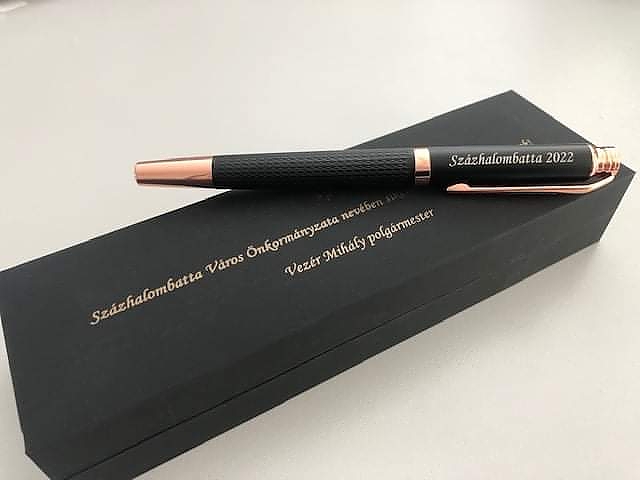 Százhalombatta 2022
Százhalombatta Város Önkormányzata nevében
Vezér Mihály polgármester